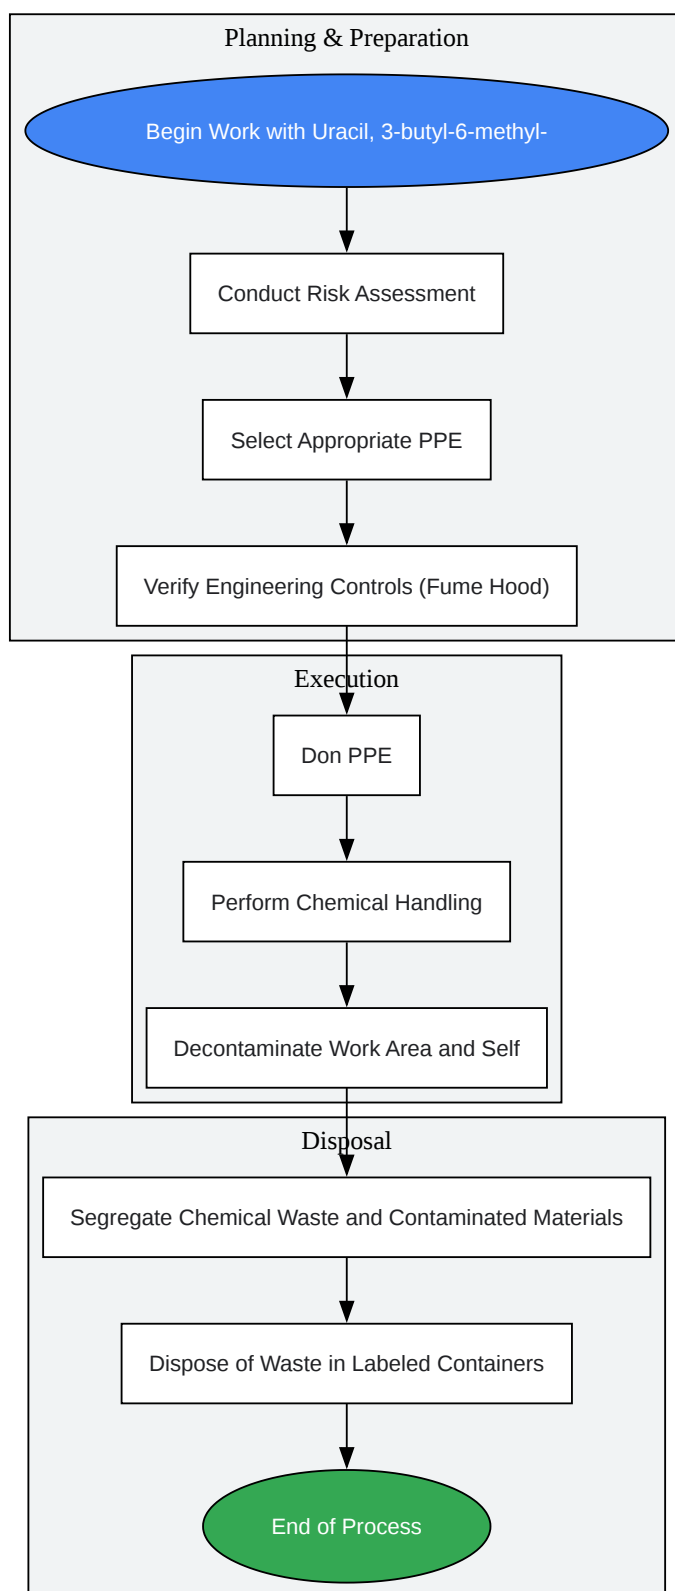 Planning & Preparation
Begin Work with Uracil, 3-butyl-6-methyl-
Conduct Risk Assessment
Select Appropriate PPE
Verify Engineering Controls (Fume Hood)
Execution
Don PPE
Perform Chemical Handling
Decontaminate Work Area and Self
Disposal
Segregate Chemical Waste and Contaminated Materials
Dispose of Waste in Labeled Containers
End of Process